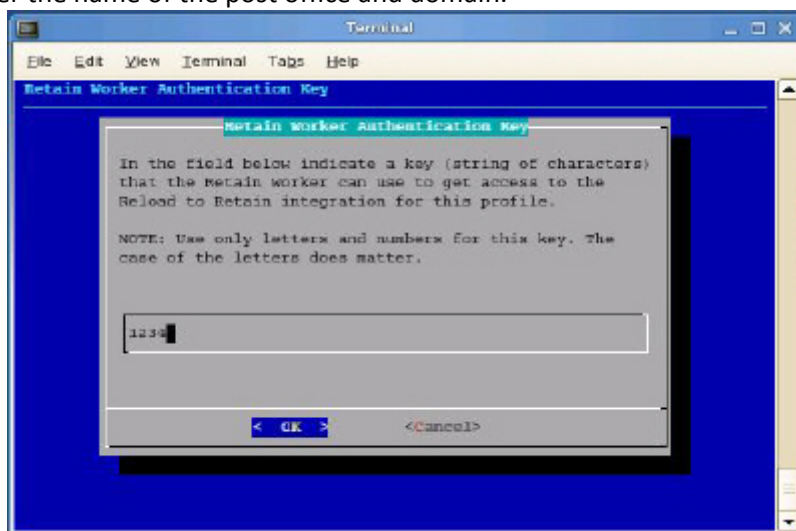 er the name of the post office and domain.
Terminal
File Edit View Terminal Tabs Help
Retain Worker Authentication Key
Retain Worker Authentication Key
In the field below indicate a key (string of characters)
that the Retain worker can use to get access to the
Reload to Retain integration for this profile.
NOTE: Use only letters and numbers for this key. The
case of the letters does matter.
1234
< OK > <Cancel>